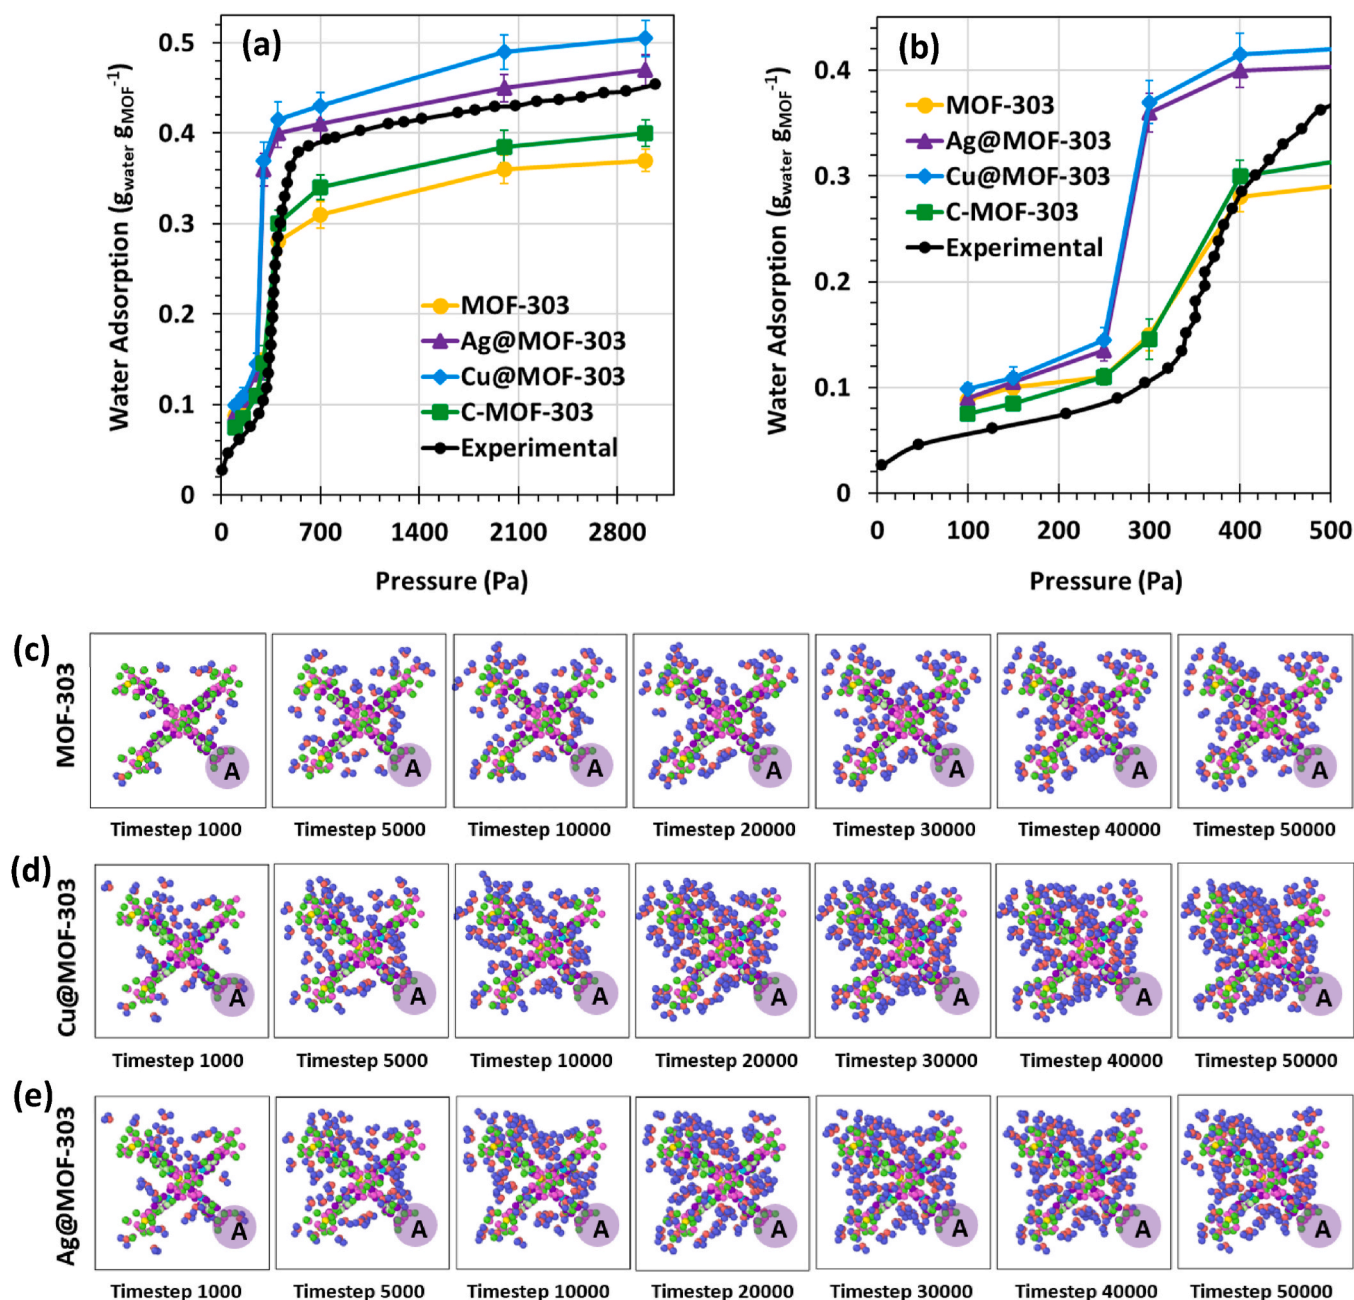 (a)
Water Adsorption (g_water g_MOF^-1)
0.5
0.4
0.3
0.2
0.1
0
MOF-303
Ag@MOF-303
Cu@MOF-303
C-MOF-303
Experimental
0 700 1400 2100 2800
Pressure (Pa)
(b)
Water Adsorption (g_water g_MOF^-1)
0.4
0.3
0.2
0.1
0
MOF-303
Ag@MOF-303
Cu@MOF-303
C-MOF-303
Experimental
0 100 200 300 400 500
Pressure (Pa)
(c)
MOF-303
A A A A A A A
Timestep 1000 Timestep 5000 Timestep 10000 Timestep 20000 Timestep 30000 Timestep 40000 Timestep 50000
(d)
Cu@MOF-303
A A A A A A A
Timestep 1000 Timestep 5000 Timestep 10000 Timestep 20000 Timestep 30000 Timestep 40000 Timestep 50000
(e)
Ag@MOF-303
A A A A A A A
Timestep 1000 Timestep 5000 Timestep 10000 Timestep 20000 Timestep 30000 Timestep 40000 Timestep 50000